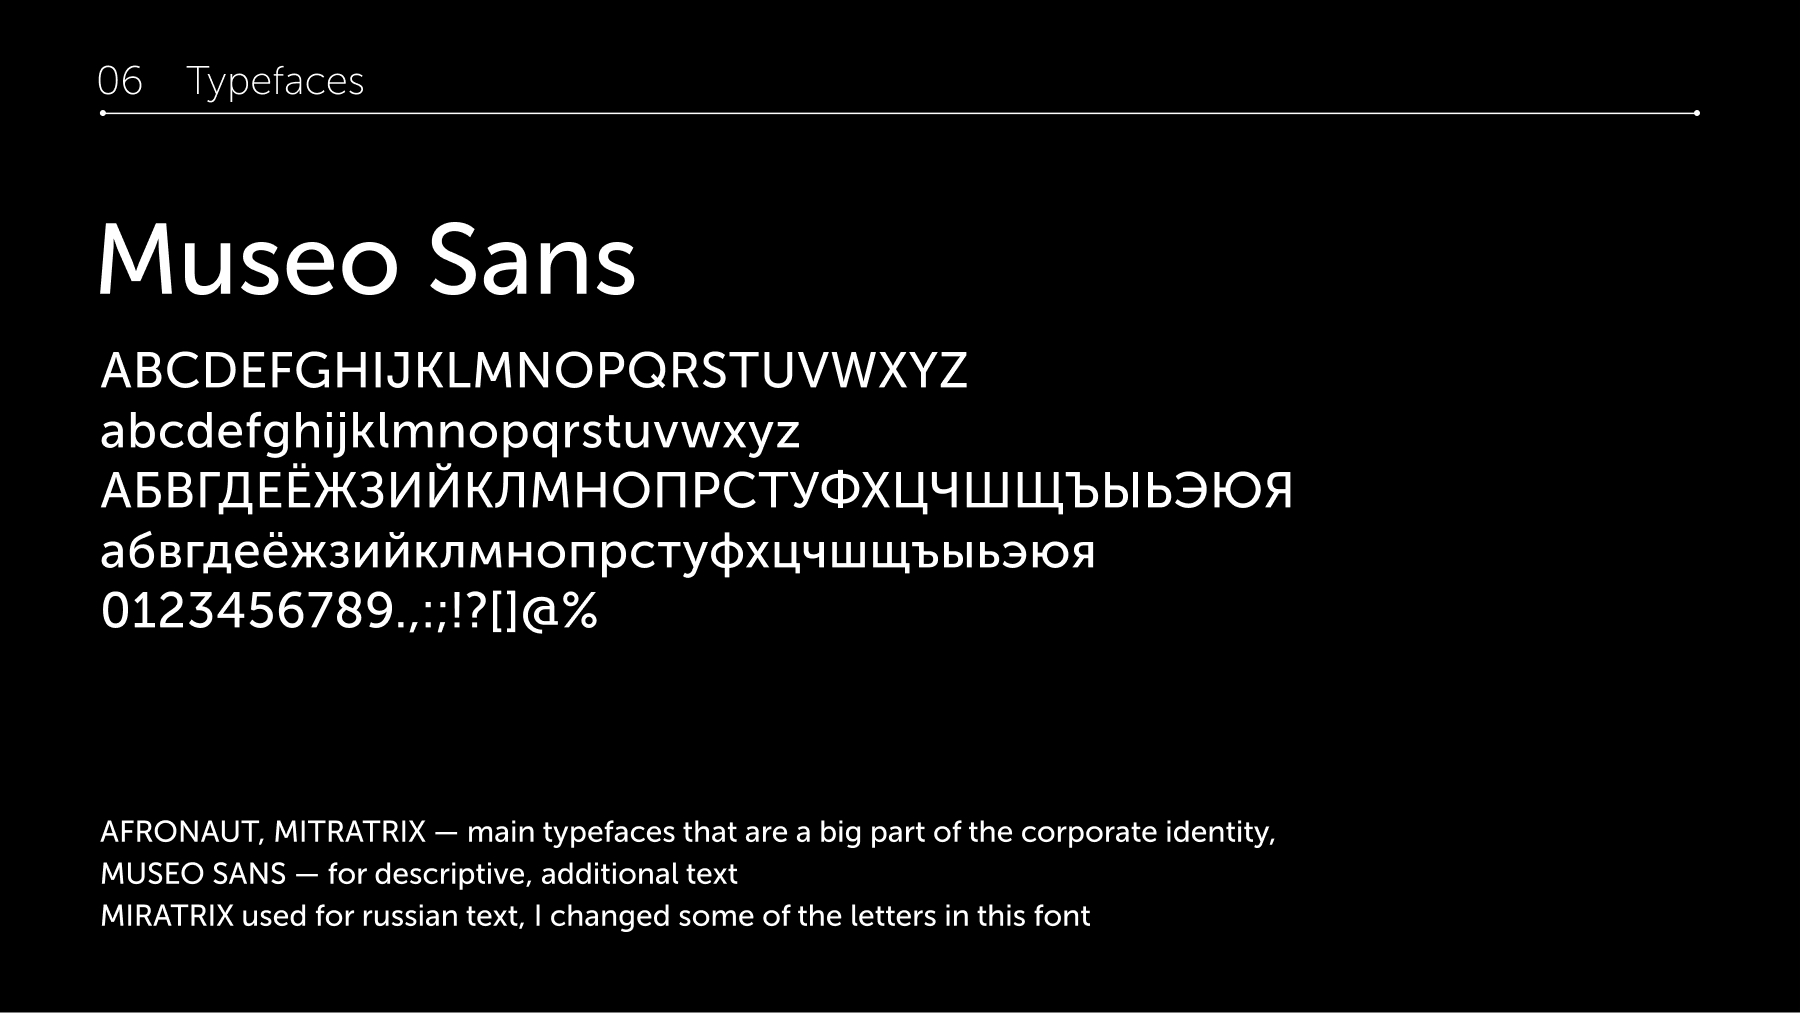 06 Typefaces
Museo Sans
ABCDEFGHIJKLMNOPQRSTUVWXYZ
abcdefghijklmnopqrstuvwxyz
АБВГДЕЁЖЗИЙКЛМНОПРСТУФХЦЧШЩЪЫЬЭЮЯ
абвгдеёжзийклмнопрстуфхцчшщъыьэюя
0123456789.,:;!?[]@%
AFRONAUT, MITRATRIX — main typefaces that are a big part of the corporate identity,
MUSEO SANS — for descriptive, additional text
MIRATRIX used for russian text, I changed some of the letters in this font